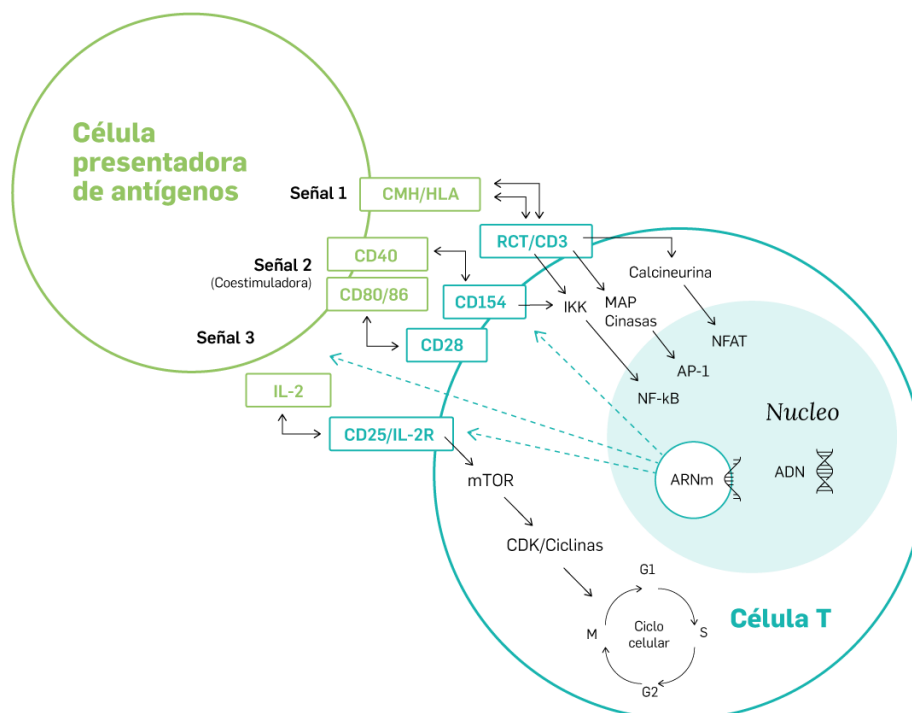 Célula
presentadora
de antígenos
Señal 1
CMH/HLA
RCT/CD3
CD40
Señal 2
(Coestimuladora)
CD80/86
CD154
Calcineurina
IKK
MAP
Cinasas
Señal 3
CD28
NFAT
AP-1
NF-kB
IL-2
Nucleo
CD25/IL-2R
mTOR
ARNm
ADN
CDK/Ciclinas
G1
M
Ciclo
celular
S
G2
Célula T